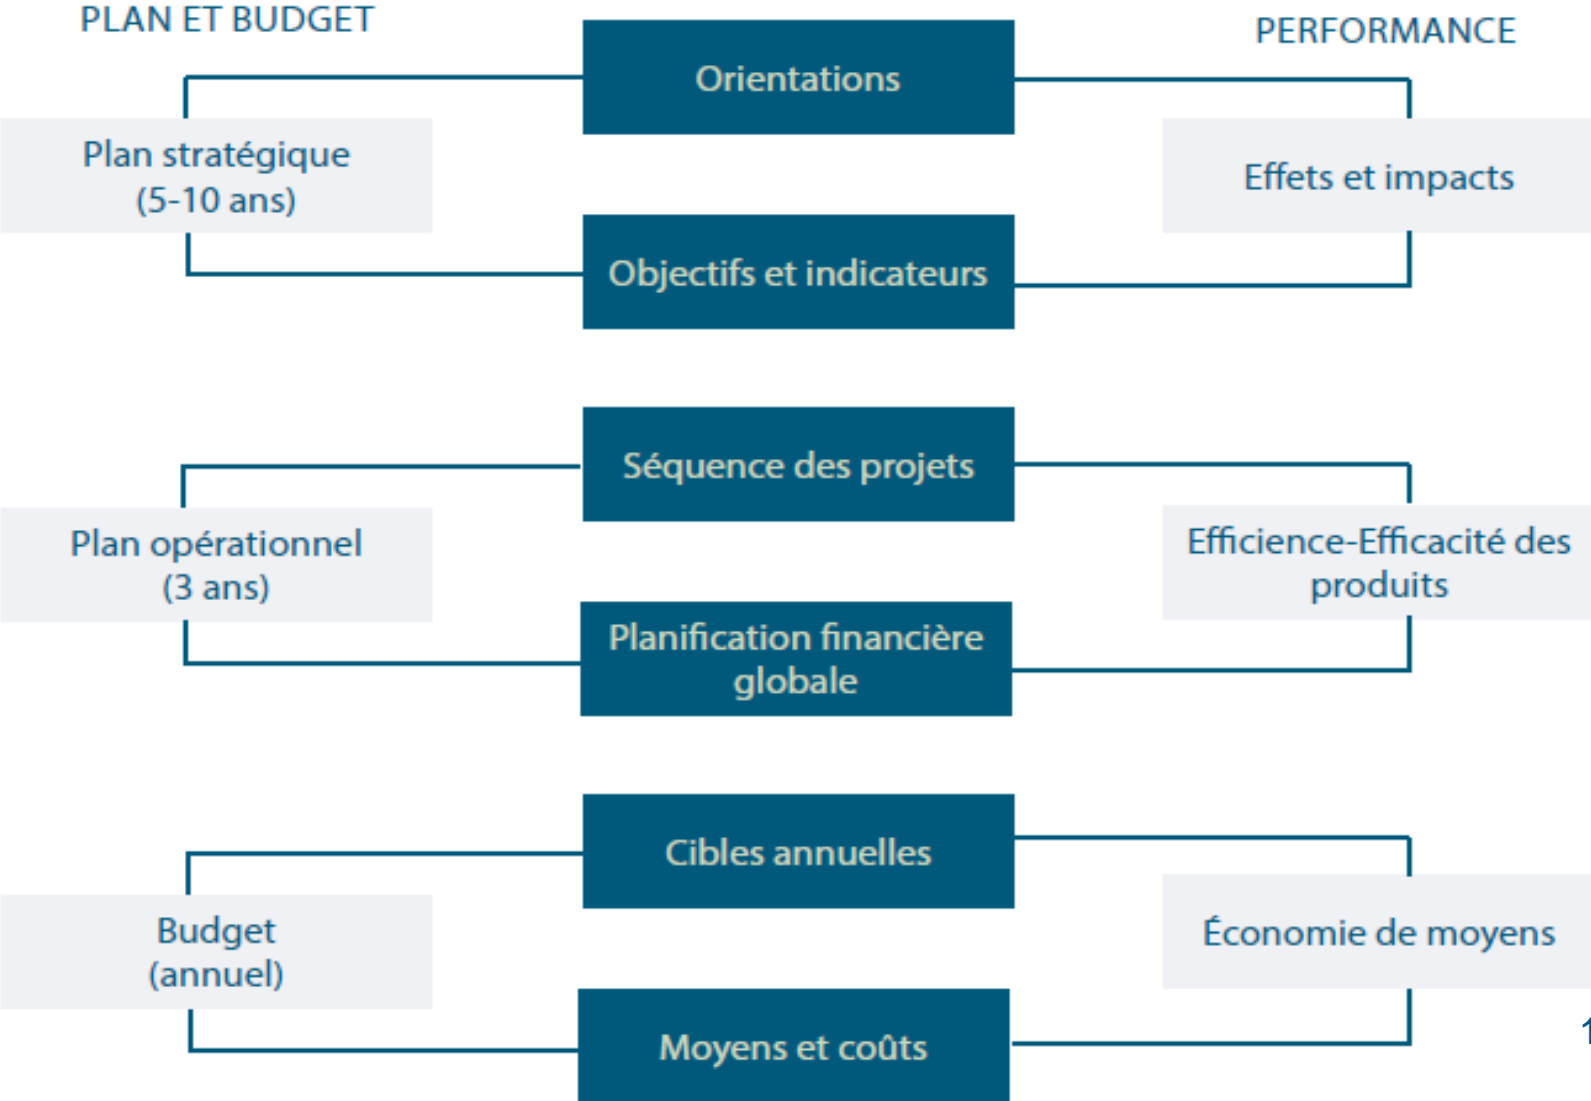 PLAN ET BUDGET
PERFORMANCE
Orientations
Plan stratégique
(5-10 ans)
Effets et impacts
Objectifs et indicateurs
Séquence des projets
Plan opérationnel
(3 ans)
Efficience-Efficacité des
produits
Planification financière
globale
Cibles annuelles
Budget
(annuel)
Économie de moyens
Moyens et coûts
1